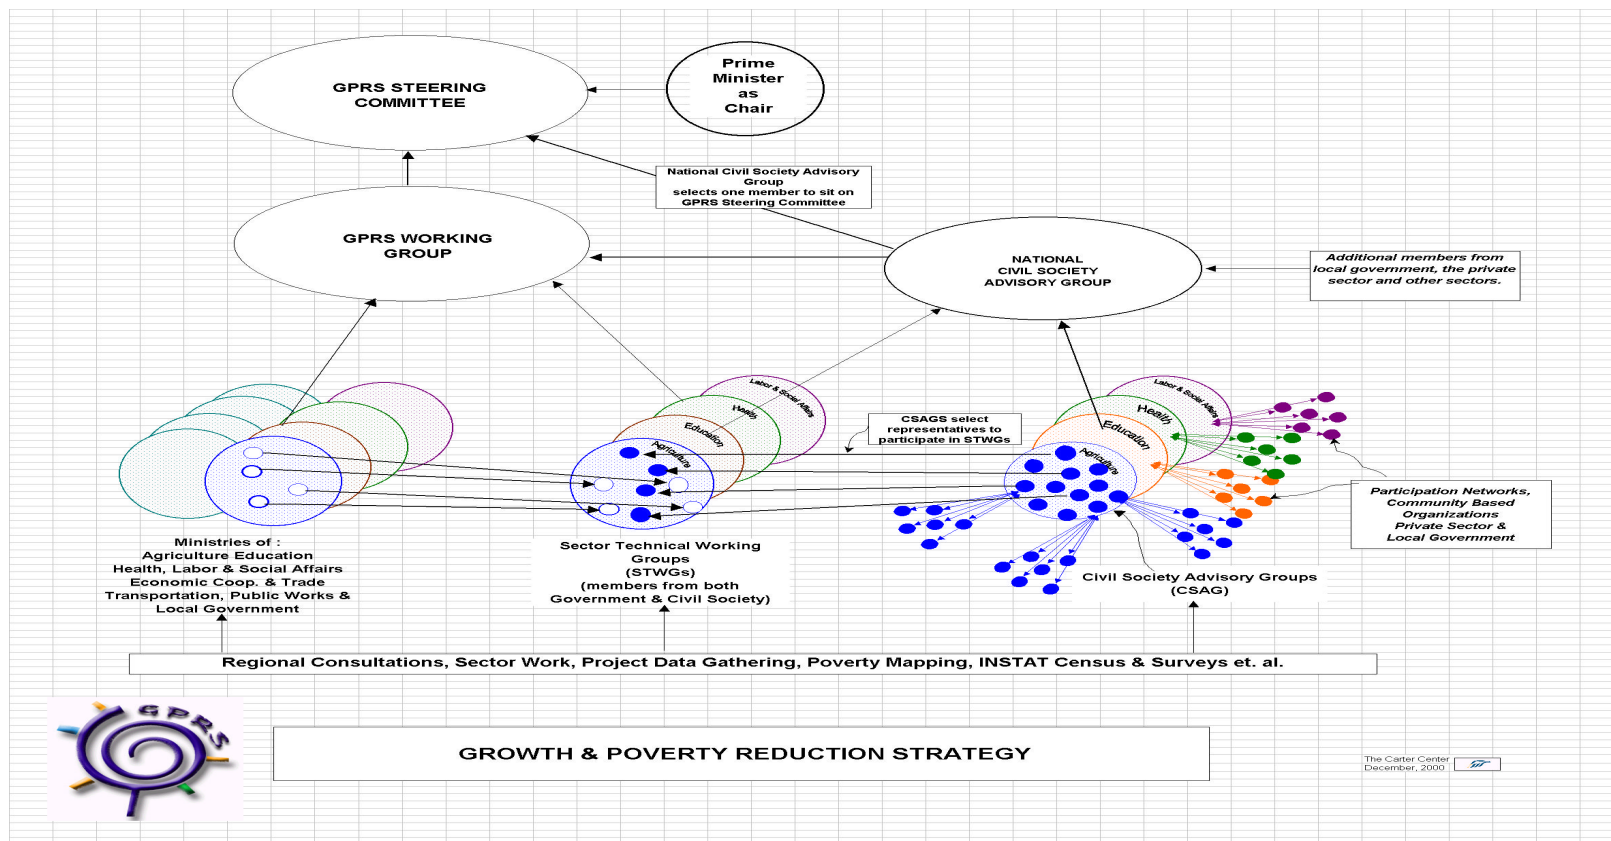 GPRS STEERING
COMMITTEE
Prime
Minister
as
Chair
National Civil Society Advisory
Group
selects one member to sit on
GPRS Steering Committee
GPRS WORKING
GROUP
NATIONAL
CIVIL SOCIETY
ADVISORY GROUP
Additional members from
local government, the private
sector and other sectors.
Labor & Social Affairs
Health
Education
Agriculture
CSAGS select
representatives to
participate in STWGs
Labor & Social Affairs
Health
Education
Agriculture
Participation Networks,
Community Based
Organizations
Private Sector &
Local Government
Ministries of :
Agriculture Education
Health, Labor & Social Affairs
Economic Coop. & Trade
Transportation, Public Works &
Local Government
Sector Technical Working
Groups
(STWGs)
(members from both
Government & Civil Society)
Civil Society Advisory Groups
(CSAG)
Regional Consultations, Sector Work, Project Data Gathering, Poverty Mapping, INSTAT Census & Surveys et. al.
GPRS
GROWTH & POVERTY REDUCTION STRATEGY
The Carter Center
December, 2000